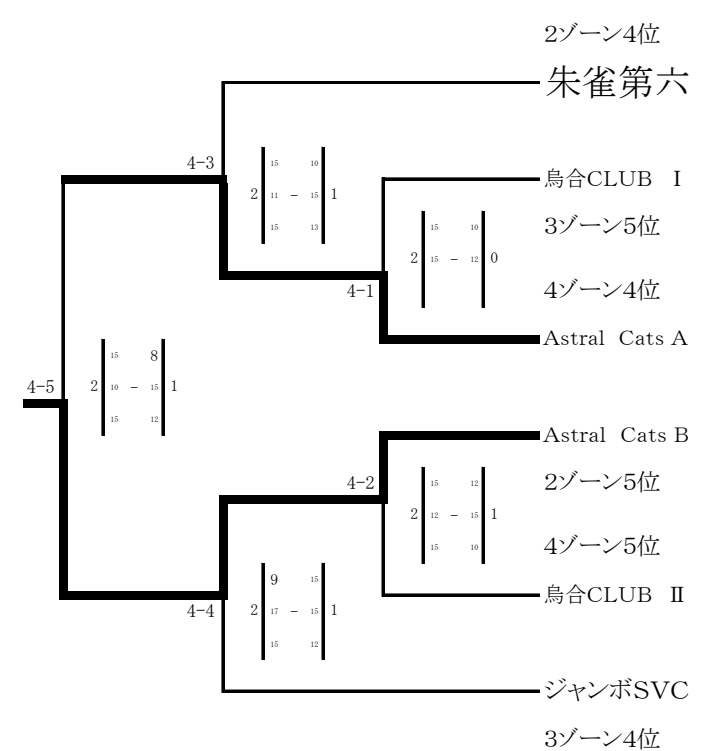 2ゾーン4位
朱雀第六
4-3
15 10
2 11 - 15 1
15 13
烏合CLUB Ⅰ
3ゾーン5位
15 10
2 15 - 12 0
4-1
4ゾーン4位
Astral Cats A
15 8
2 10 - 15 1
15 12
4-5
Astral Cats B
4-2
2ゾーン5位
15 12
2 12 - 15 1
15 10
4ゾーン5位
烏合CLUB Ⅱ
4-4
9 15
2 17 - 15 1
15 12
ジャンボSVC
3ゾーン4位